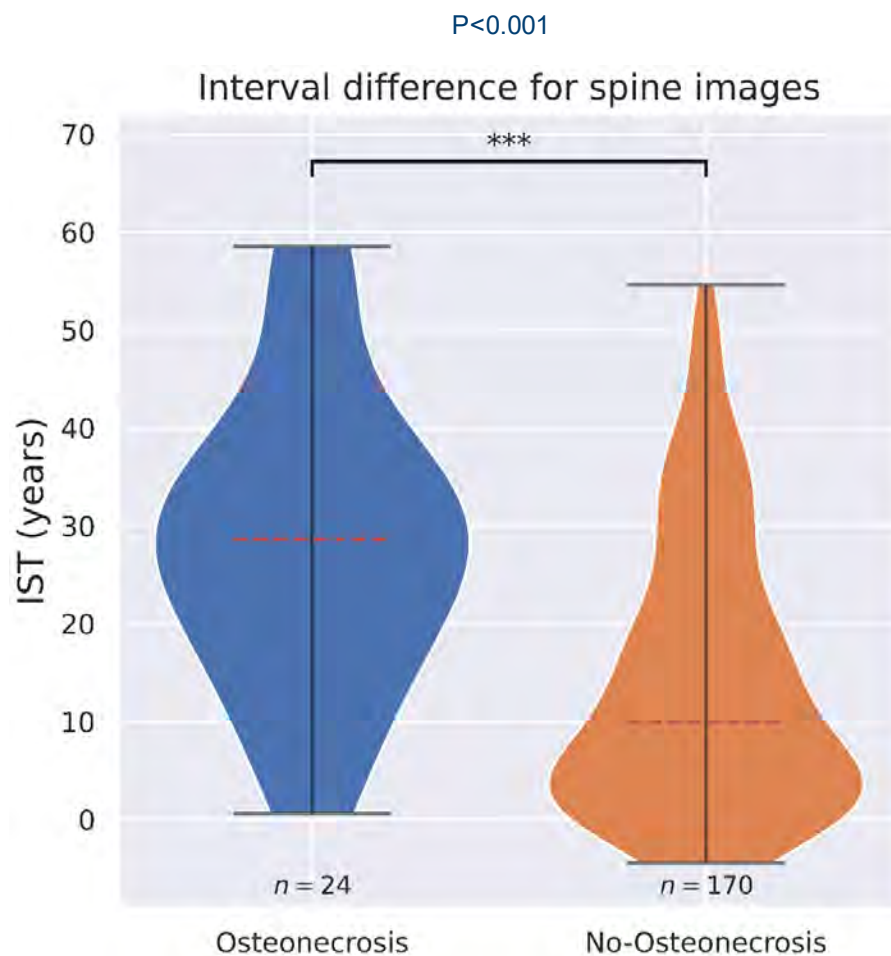 P<0.001
Interval difference for spine images
***
70
60
50
40
30
20
10
0
IST (years)
n = 24
n = 170
Osteonecrosis
No-Osteonecrosis